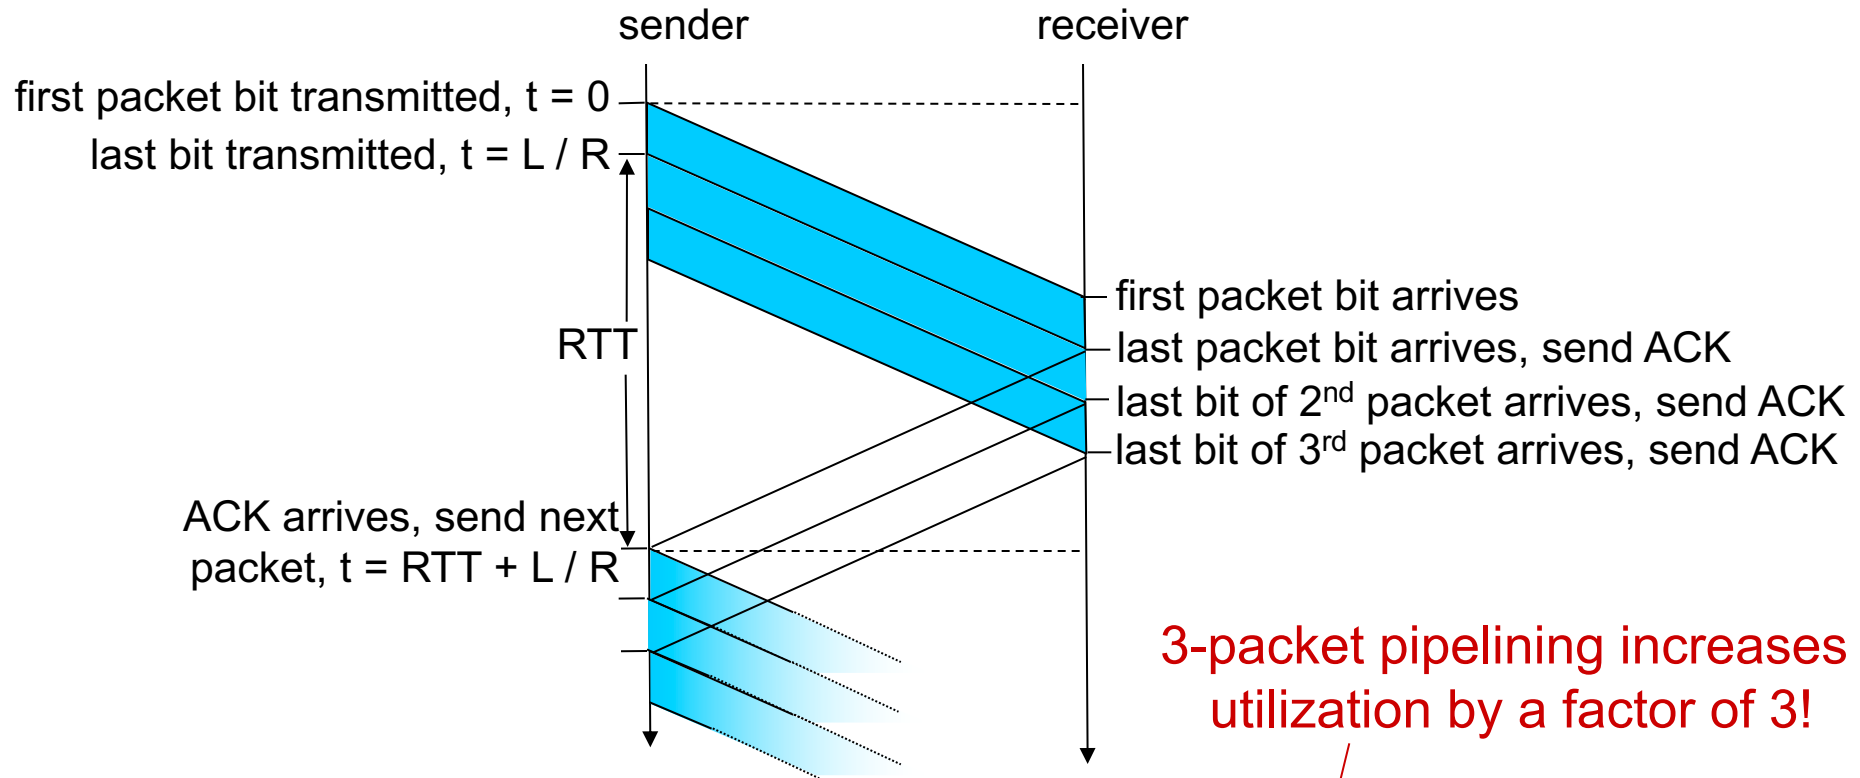 sender
receiver
first packet bit transmitted, t = 0
last bit transmitted, t = L / R
first packet bit arrives
RTT
last packet bit arrives, send ACK
last bit of 2nd packet arrives, send ACK
last bit of 3rd packet arrives, send ACK
ACK arrives, send next
packet, t = RTT + L / R
3-packet pipelining increases
utilization by a factor of 3!